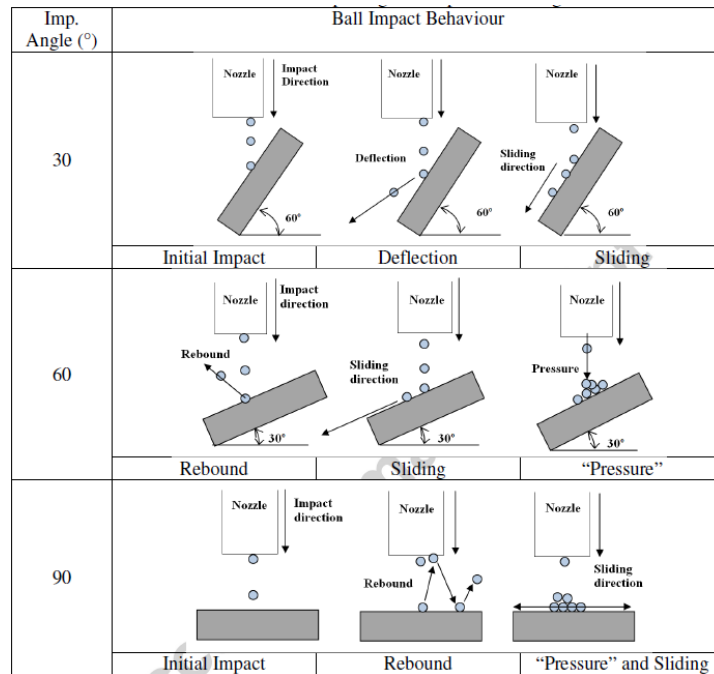 Imp.
Angle (°)
Ball Impact Behaviour
30
Nozzle
Impact
Direction
60°
Nozzle
Deflection
60°
Nozzle
Sliding
direction
60°
Initial Impact
Deflection
Sliding
60
Nozzle
Impact
direction
Rebound
30°
Nozzle
Sliding
direction
30°
Nozzle
Pressure
30°
Rebound
Sliding
“Pressure”
90
Nozzle
Impact
direction
Nozzle
Rebound
Nozzle
Sliding
direction
Initial Impact
Rebound
“Pressure” and Sliding